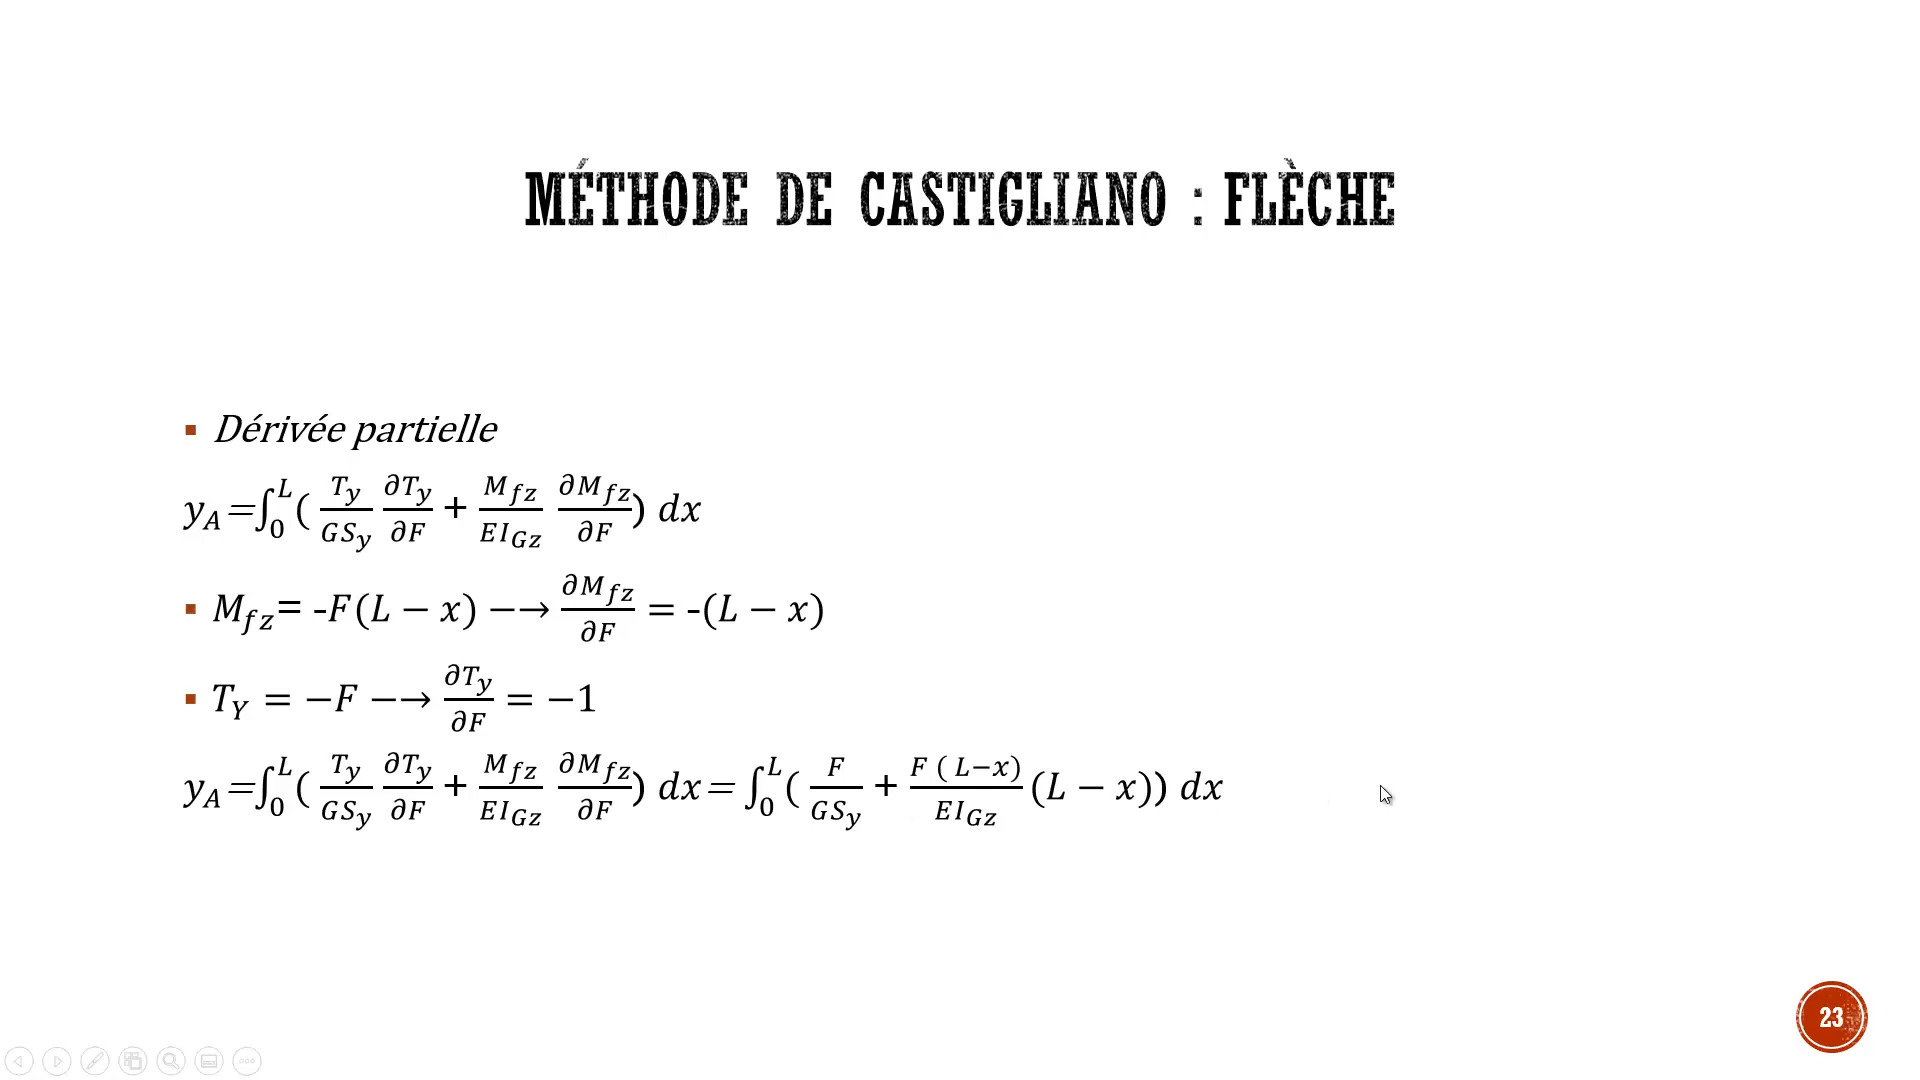 MÉTHODE DE CASTIGLIANO : FLÈCHE
▪ Dérivée partielle
y_A=∫_0^L( T_y/GS_y ∂T_y/∂F + M_fz/EI_Gz ∂M_fz/∂F) dx
▪ M_fz= -F(L − x) −→ ∂M_fz/∂F = -(L − x)
▪ T_Y = −F −→ ∂T_y/∂F = −1
y_A=∫_0^L( T_y/GS_y ∂T_y/∂F + M_fz/EI_Gz ∂M_fz/∂F) dx= ∫_0^L( F/GS_y + F ( L−x)/EI_Gz (L − x)) dx
23